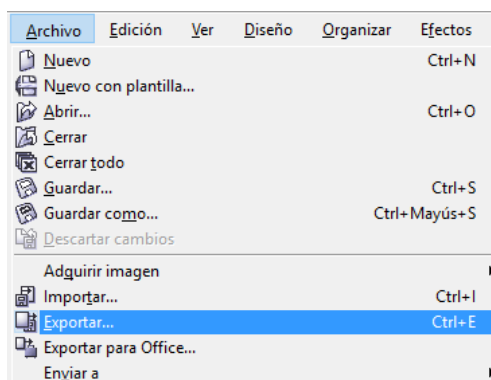 Archivo Edición Ver Diseño Organizar Efectos
Nuevo Ctrl+N
Nuevo con plantilla...
Abrir... Ctrl+O
Cerrar
Cerrar todo
Guardar... Ctrl+S
Guardar como... Ctrl+Mayús+S
Descartar cambios
Adquirir imagen
Importar... Ctrl+I
Exportar... Ctrl+E
Exportar para Office...
Enviar a